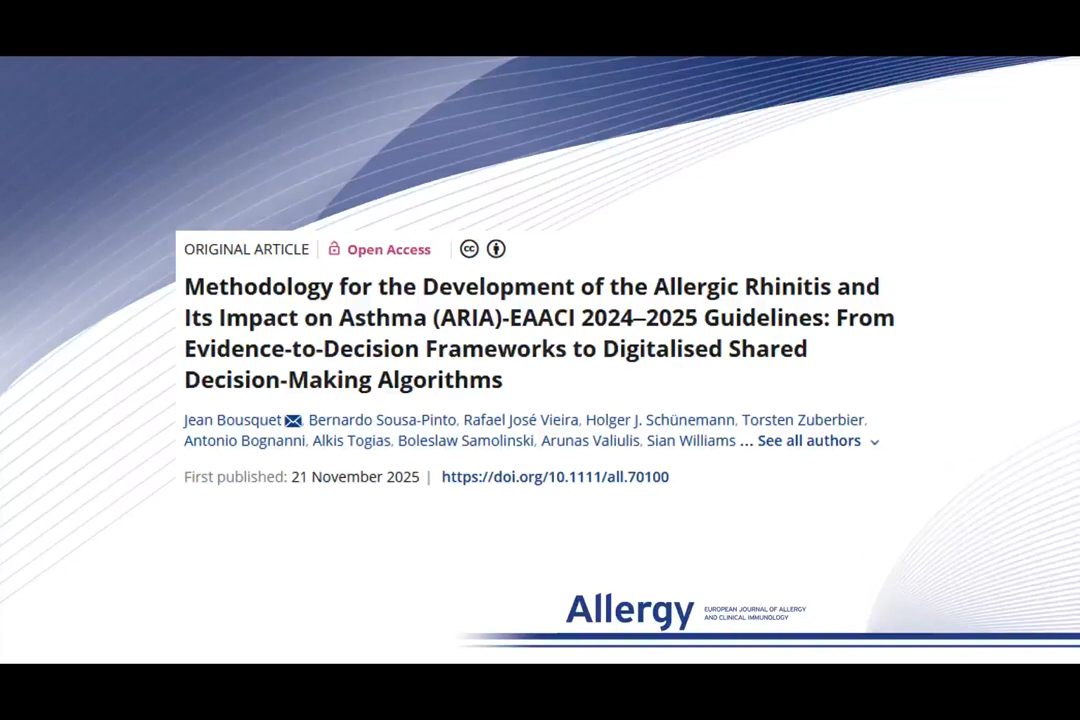 ORIGINAL ARTICLE | Open Access
Methodology for the Development of the Allergic Rhinitis and
Its Impact on Asthma (ARIA)-EAACI 2024–2025 Guidelines: From
Evidence-to-Decision Frameworks to Digitalised Shared
Decision-Making Algorithms
Jean Bousquet, Bernardo Sousa-Pinto, Rafael José Vieira, Holger J. Schünemann, Torsten Zuberbier,
Antonio Bognanni, Alkis Togias, Boleslaw Samolinski, Arunas Valiulis, Sian Williams ... See all authors
First published: 21 November 2025 | https://doi.org/10.1111/all.70100
Allergy
EUROPEAN JOURNAL OF ALLERGY
AND CLINICAL IMMUNOLOGY